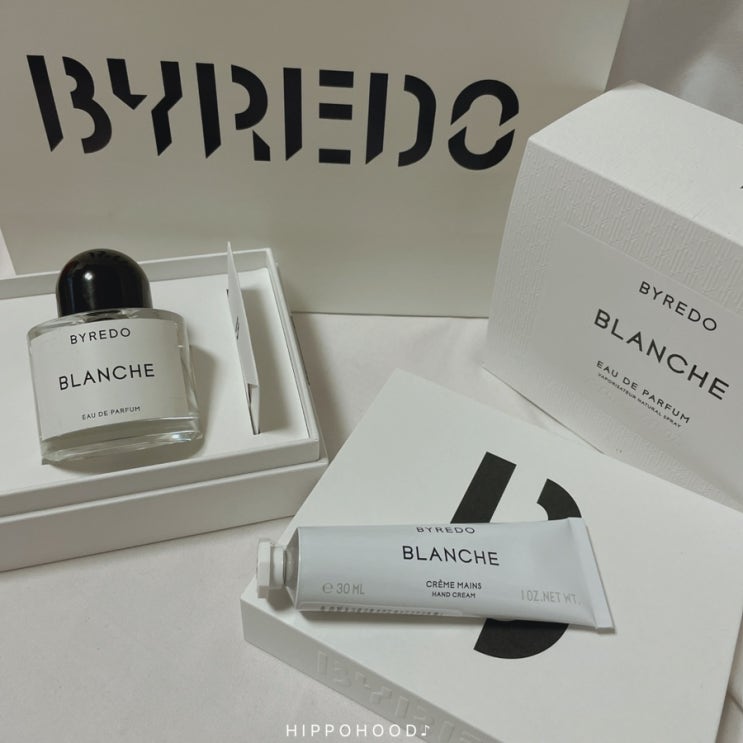 BYREDO
BYREDO
BLANCHE
EAU DE PARFUM
BYREDO
BLANCHE
EAU DE PARFUM
VAPORISATEUR NATURAL SPRAY
B
BYREDO
BLANCHE
CRÈME MAINS
HAND CREAM
℮ 30 ML
1 OZ.NET WT.
BYREDO
HIPPOHOOD♪